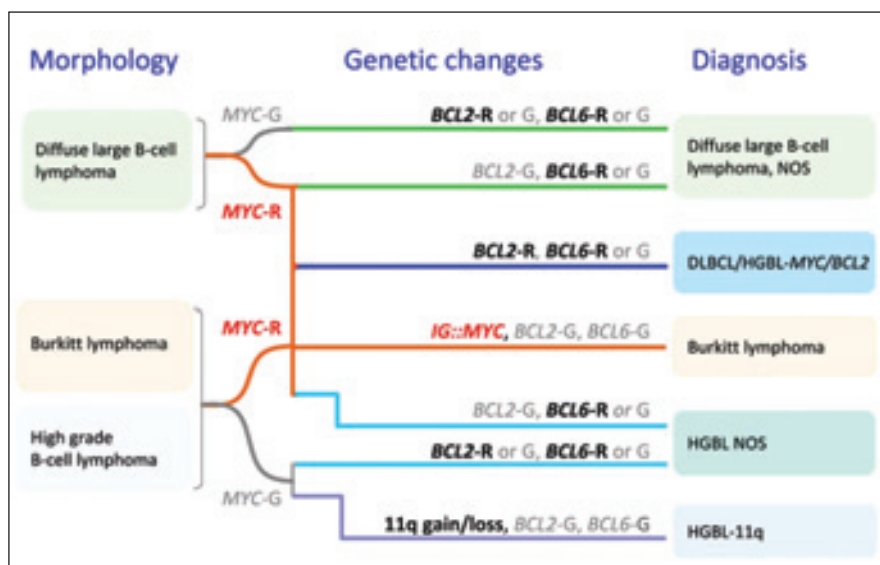 Morphology
Genetic changes
Diagnosis
MYC-G
BCL2-R or G, BCL6-R or G
Diffuse large B-cell
lymphoma
Diffuse large B-cell
lymphoma, NOS
BCL2-G, BCL6-R or G
MYC-R
BCL2-R, BCL6-R or G
DLBCL/HGBL-MYC/BCL2
MYC-R
IG::MYC, BCL2-G, BCL6-G
Burkitt lymphoma
Burkitt lymphoma
BCL2-G, BCL6-R or G
High grade
B-cell lymphoma
HGBL NOS
BCL2-R or G, BCL6-R or G
MYC-G
11q gain/loss, BCL2-G, BCL6-G
HGBL-11q